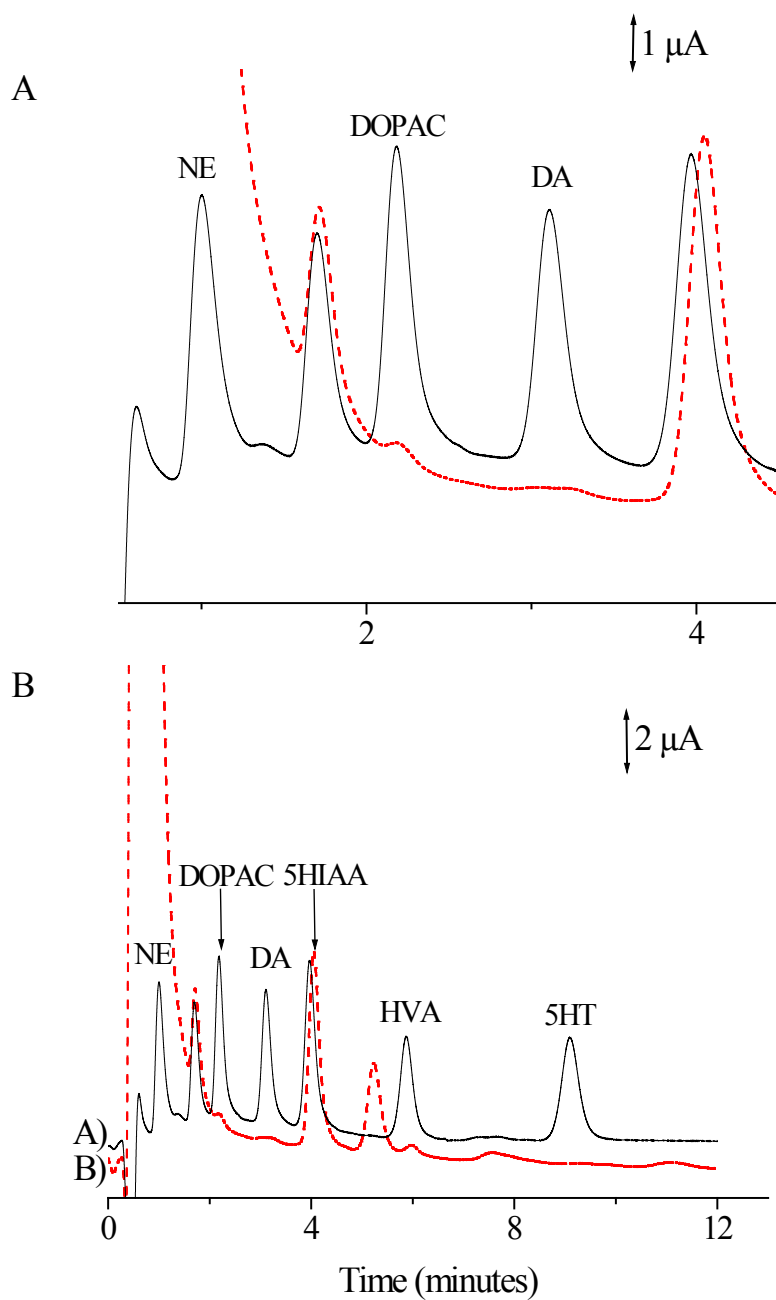 1 μA
A
DOPAC
NE
DA
2
4
B
2 μA
DOPAC 5HIAA
NE
DA
HVA
5HT
A)
B)
0
4
8
12
Time (minutes)